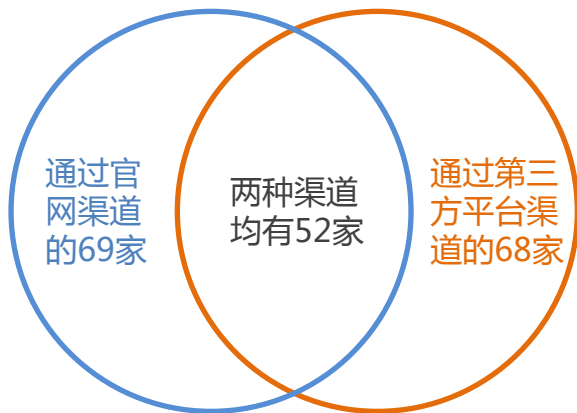 通过官
网渠道
的69家
两种渠道
均有52家
通过第三
方平台渠
道的68家